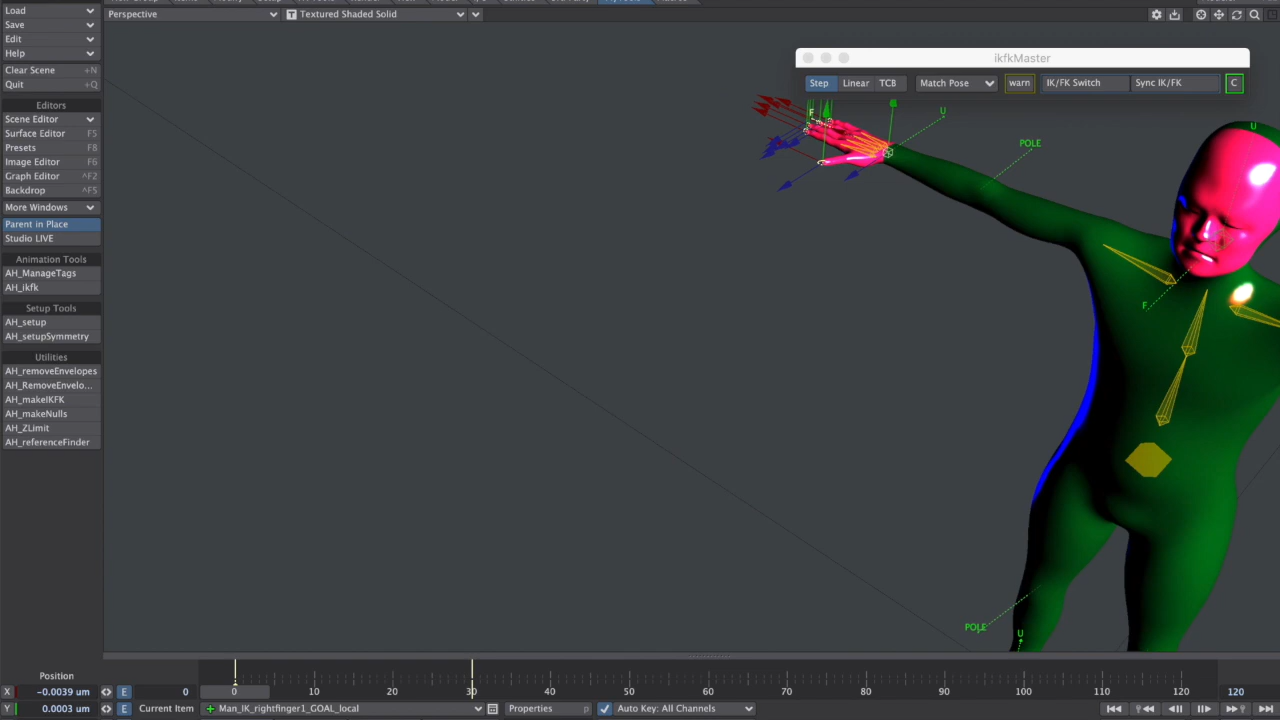 Load
Perspective
Textured Shaded Solid
Save
Edit
Help
ikfkMaster
Clear Scene +N
Step Linear TCB Match Pose warn IK/FK Switch Sync IK/FK C
Quit +Q
Editors
F U
Scene Editor
U
Surface Editor F5
POLE
Presets F8
Image Editor F6
Graph Editor ^F2
Backdrop ^F5
More Windows
Parent in Place
Studio LIVE
Animation Tools
AH_ManageTags
AH_ikfk
F
Setup Tools
AH_setup
AH_setupSymmetry
Utilities
AH_removeEnvelopes
AH_RemoveEnvelo...
AH_makeIKFK
AH_makeNulls
AH_ZLimit
AH_referenceFinder
POLE
U
Position
X -0.0039 um E 0 0 10 20 30 40 50 60 70 80 90 100 110 120 120
Y 0.0003 um E Current Item Man_IK_rightfinger1_GOAL_local Properties p Auto Key: All Channels